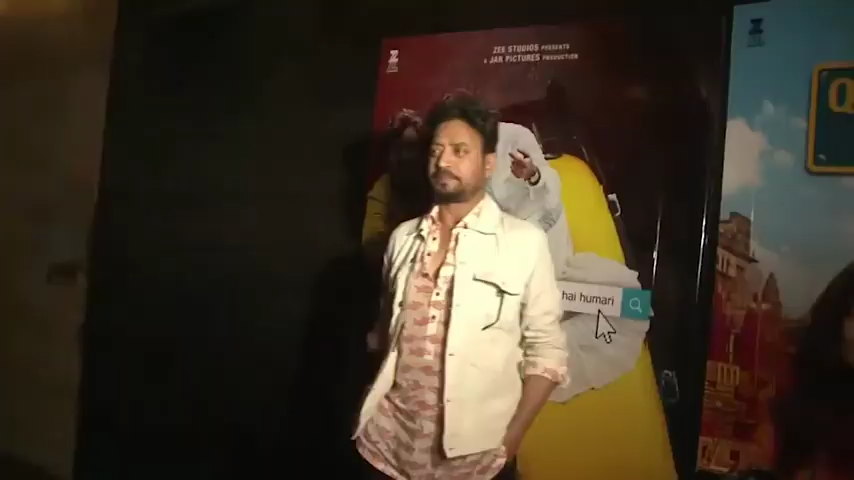 ZEE STUDIOS PRESENTS
A JAR PICTURES PRODUCTION
hai humari
Q